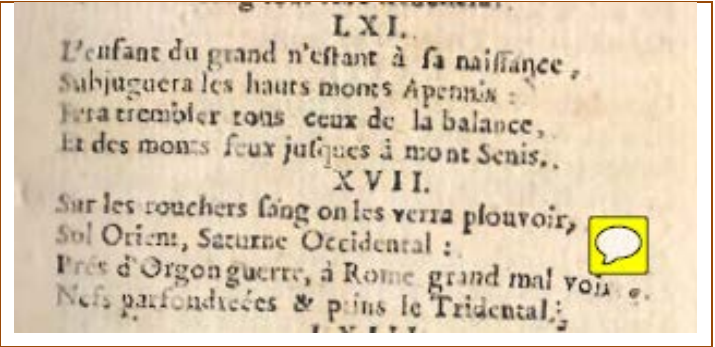 LXI.
L'enfant du grand n'eſtant à ſa naiſſance,
Subjuguera les hauts monts Apennis :
Fera trembler tous ceux de la balance,
Et des monts feux juſques à mont Senis.
XVII.
Sur les rouchers ſang on les verra plouvoir,
Sol Orient, Saturne Occidental :
Prés d'Orgon guerre, à Rome grand mal
Nefs parfondrées & prins le Tridental,
LXIII.